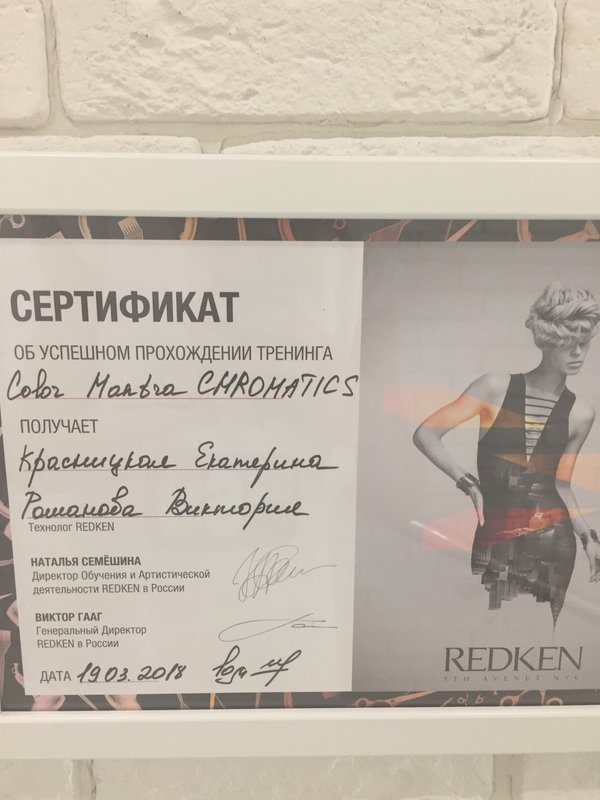 СЕРТИФИКАТ
ОБ УСПЕШНОМ ПРОХОЖДЕНИИ ТРЕНИНГА
Color Mantra CHROMATICS
ПОЛУЧАЕТ
Красницкая Екатерина
Романова Виктория
Технолог REDKEN
НАТАЛЬЯ СЕМЁШИНА
Директор Обучения и Артистической
деятельности REDKEN в России
ВИКТОР ГААГ
Генеральный Директор
REDKEN в России
ДАТА 19.03.2018
REDKEN
5TH AVENUE NYC